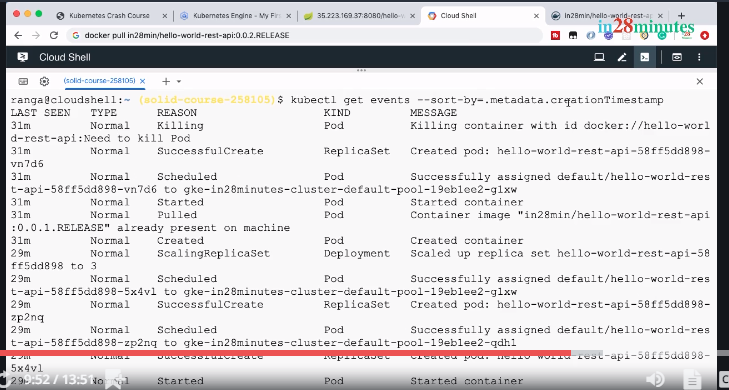 Kubernetes Crash Course
Kubernetes Engine - My Firs
35.223.169.37:8080/hello-
Cloud Shell
in28min/hello-world-rest-api
docker pull in28min/hello-world-rest-api:0.0.2.RELEASE
in28minutes
Cloud Shell
(solid-course-258105)
ranga@cloudshell:~ (solid-course-258105)$ kubectl get events --sort-by=.metadata.creationTimestamp
LAST SEEN TYPE REASON KIND MESSAGE
31m Normal Killing Pod Killing container with id docker://hello-worl
d-rest-api:Need to kill Pod
31m Normal SuccessfulCreate ReplicaSet Created pod: hello-world-rest-api-58ff5dd898-
vn7d6
31m Normal Scheduled Pod Successfully assigned default/hello-world-res
t-api-58ff5dd898-vn7d6 to gke-in28minutes-cluster-default-pool-19eb1ee2-g1xw
31m Normal Started Pod Started container
31m Normal Pulled Pod Container image "in28min/hello-world-rest-api
:0.0.1.RELEASE" already present on machine
31m Normal Created Pod Created container
29m Normal ScalingReplicaSet Deployment Scaled up replica set hello-world-rest-api-58
ff5dd898 to 3
29m Normal Scheduled Pod Successfully assigned default/hello-world-res
t-api-58ff5dd898-5x4vl to gke-in28minutes-cluster-default-pool-19eb1ee2-g1xw
29m Normal SuccessfulCreate ReplicaSet Created pod: hello-world-rest-api-58ff5dd898-
zp2nq
29m Normal Scheduled Pod Successfully assigned default/hello-world-res
t-api-58ff5dd898-zp2nq to gke-in28minutes-cluster-default-pool-19eb1ee2-qdh1
29m Normal SuccessfulCreate ReplicaSet Created pod: hello-world-rest-api-58ff5dd898-
5x4vl
29m Normal Started Pod Started container
9:52 / 13:51